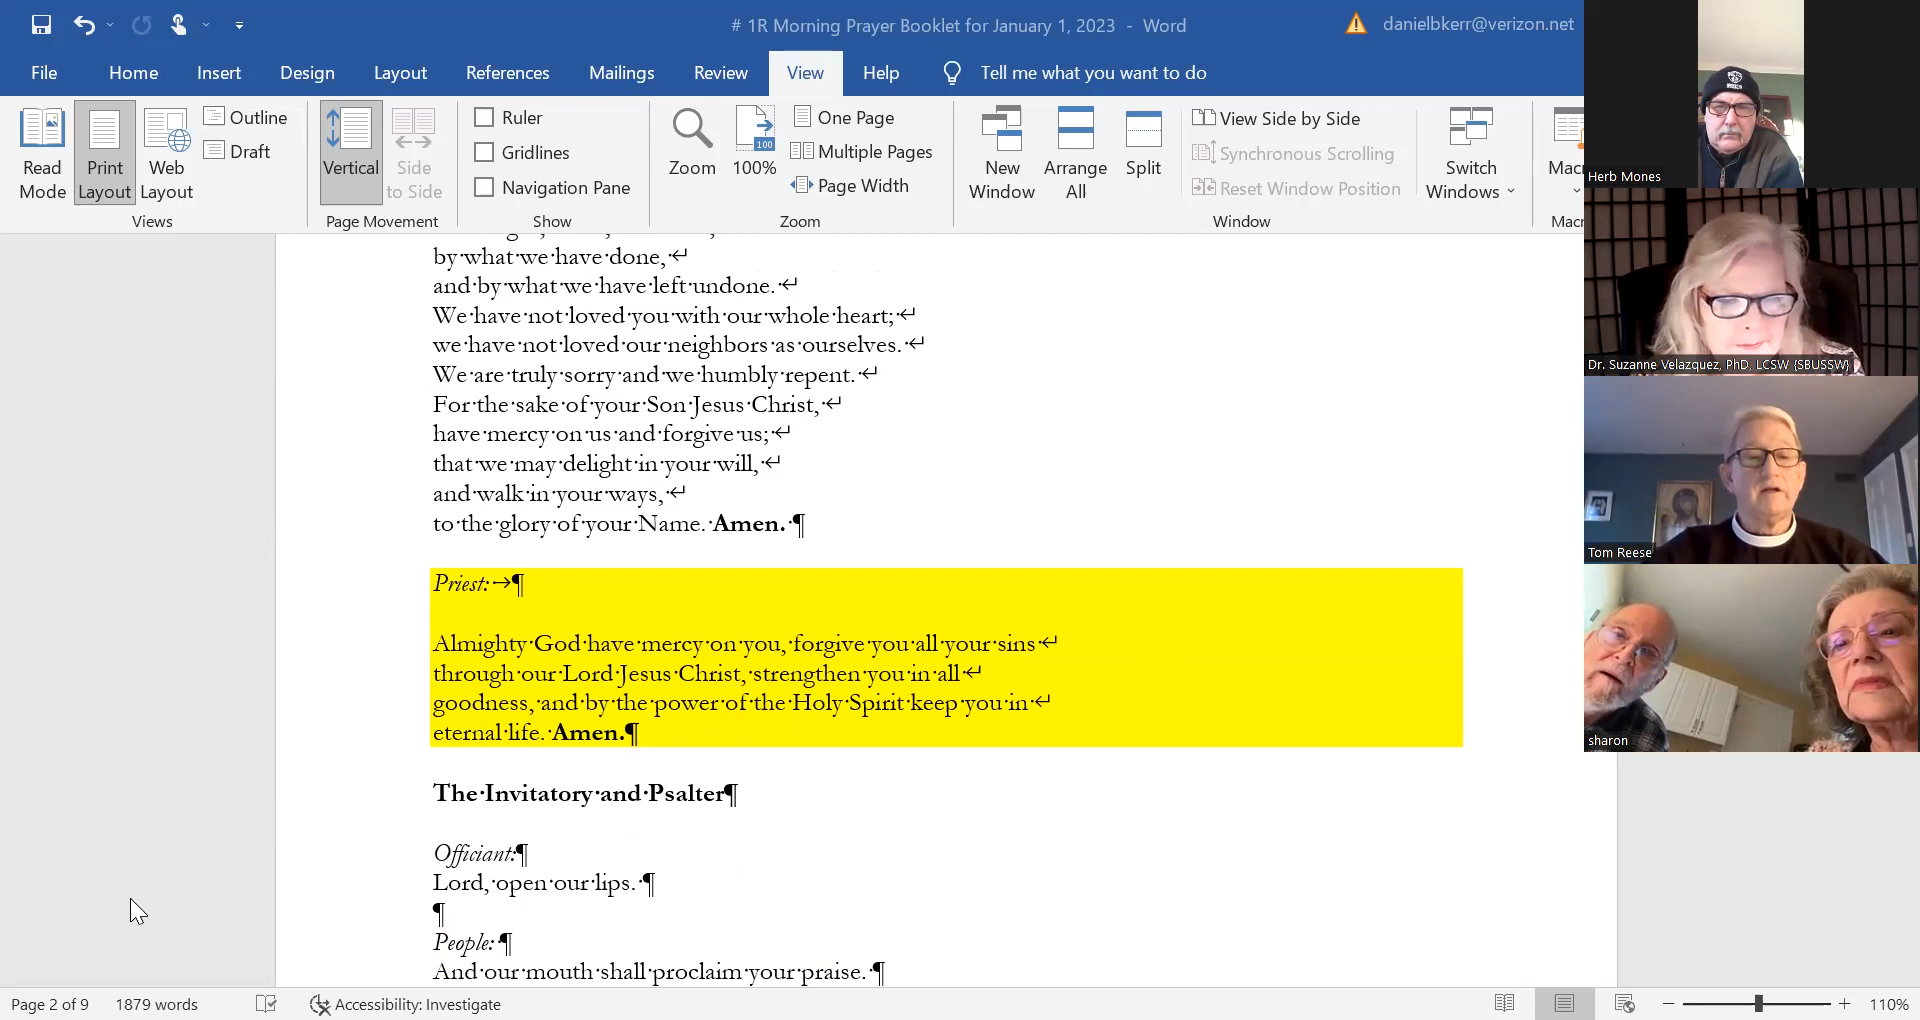 # 1R Morning Prayer Booklet for January 1, 2023 - Word
danielbkerr@verizon.net
File Home Insert Design Layout References Mailings Review View Help Tell me what you want to do
Read Mode
Print Layout
Web Layout
Outline
Draft
Views
Vertical
Side to Side
Page Movement
Ruler
Gridlines
Navigation Pane
Show
Zoom
100
100%
One Page
Multiple Pages
Page Width
Zoom
New Window
Arrange All
Split
View Side by Side
Synchronous Scrolling
Reset Window Position
Switch Windows
Window
by·what·we·have·done,↵
and·by·what·we·have·left·undone.·↵
We·have·not·loved·you·with·our·whole·heart;↵
we·have·not·loved·our·neighbors·as·ourselves.·↵
We·are·truly·sorry·and·we·humbly·repent.·↵
For·the·sake·of·your·Son·Jesus·Christ,↵
have·mercy·on·us·and·forgive·us;↵
that·we·may·delight·in·your·will,↵
and·walk·in·your·ways,↵
to·the·glory·of·your·Name.·Amen.·¶
Priest:→¶
Almighty·God·have·mercy·on·you,·forgive·you·all·your·sins↵
through·our·Lord·Jesus·Christ,·strengthen·you·in·all↵
goodness,·and·by·the·power·of·the·Holy·Spirit·keep·you·in↵
eternal·life.·Amen.¶
The·Invitatory·and·Psalter¶
Officiant:¶
Lord,·open·our·lips.·¶
¶
People:·¶
And·our·mouth·shall·proclaim·your·praise.·¶
Page 2 of 9 1879 words Accessibility: Investigate 110%
Herb Mones
Dr. Suzanne Velazquez, PhD, LCSW {SBUSSW}
Tom Reese
sharon